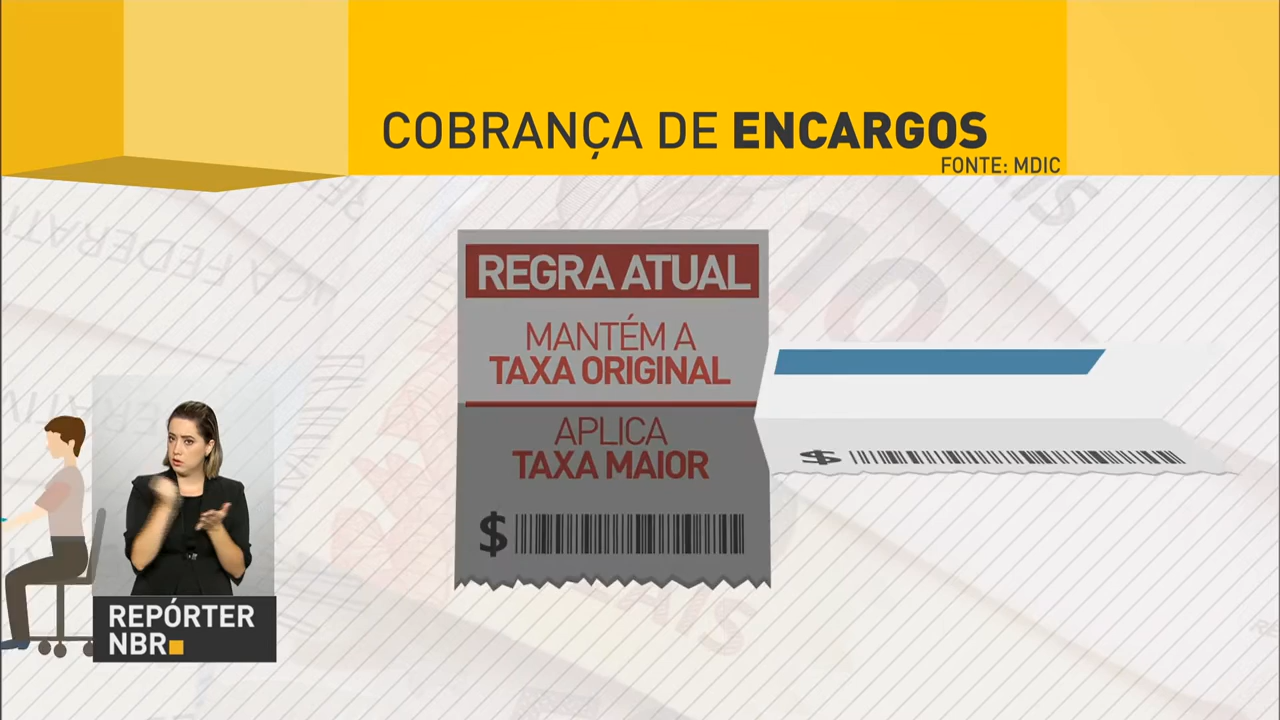 COBRANÇA DE ENCARGOS
FONTE: MDIC
REGRA ATUAL
MANTÉM A
TAXA ORIGINAL
APLICA
TAXA MAIOR
$
$
REPÓRTER
NBR